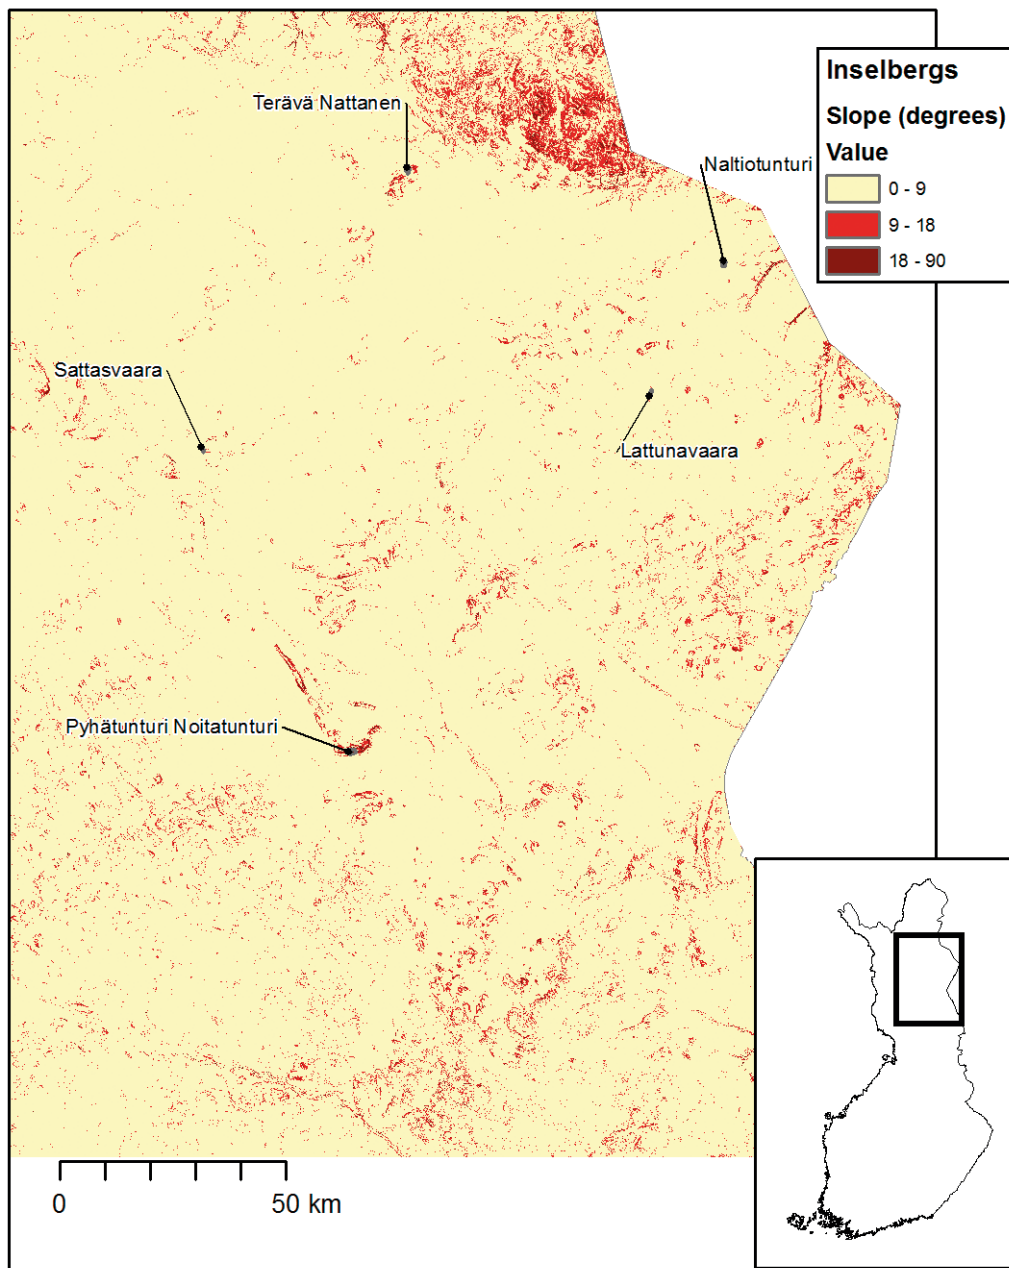 Inselbergs
Slope (degrees)
Value
0 - 9
9 - 18
18 - 90
Terävä Nattanen
Naltiotunturi
Sattasvaara
Lattunavaara
Pyhätunturi Noitatunturi
0 50 km